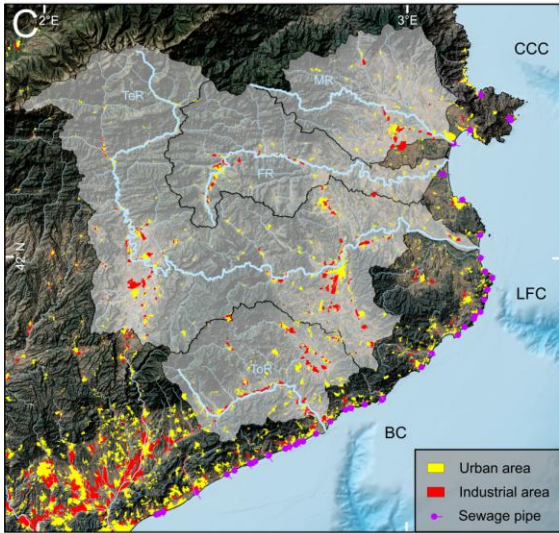 C
2°E
3°E
CCC
TeR
MR
FR
42°N
LFC
ToR
BC
Urban area
Industrial area
Sewage pipe